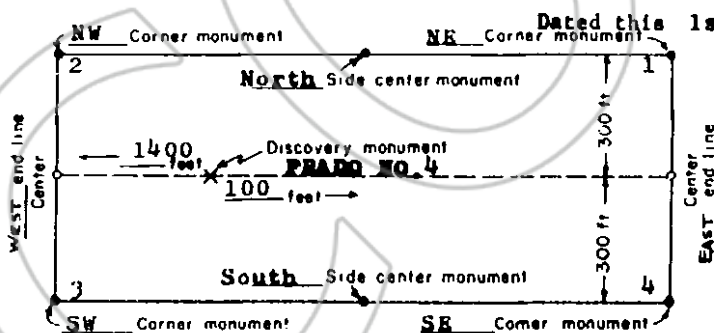 Dated this 1s
NW Corner monument NE Corner monument
2 1
North Side center monument
300 ft
WEST end line
Center
1400 feet
Discovery monument
PRADO NO.4
100 feet
Center
EAST end line
300 ft
South Side center monument
3 4
SW Corner monument SE Corner monument